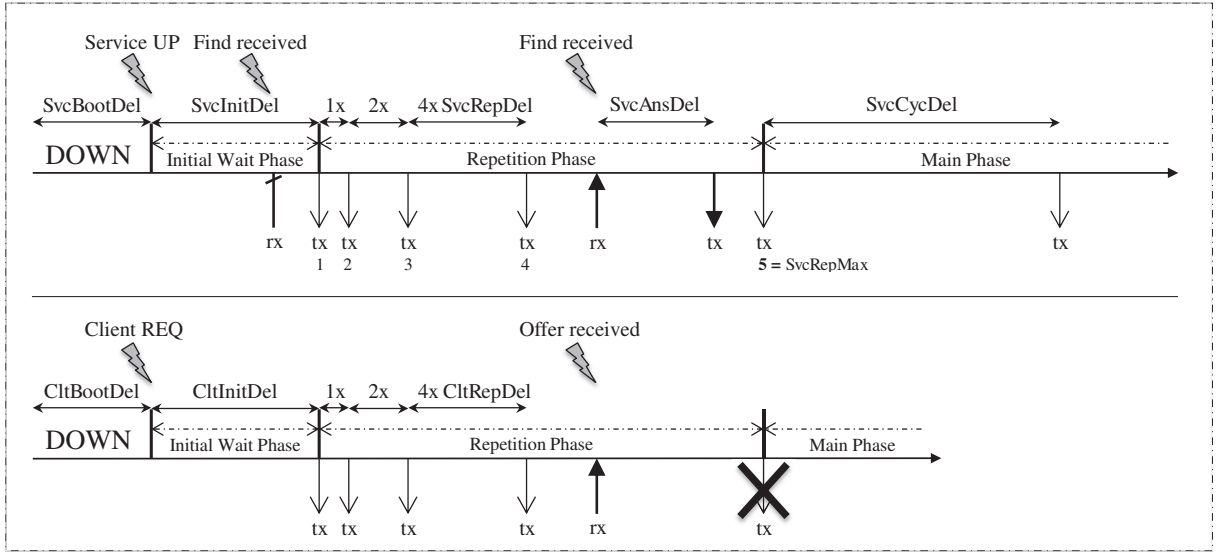 Service UP Find received Find received
SvcBootDel SvcInitDel 1x 2x 4x SvcRepDel SvcAnsDel SvcCycDel
DOWN Initial Wait Phase Repetition Phase Main Phase
rx tx tx tx tx rx tx tx tx
1 2 3 4 5 = SvcRepMax
Client REQ Offer received
CltBootDel CltInitDel 1x 2x 4x CltRepDel
DOWN Initial Wait Phase Repetition Phase Main Phase
tx tx tx tx rx tx